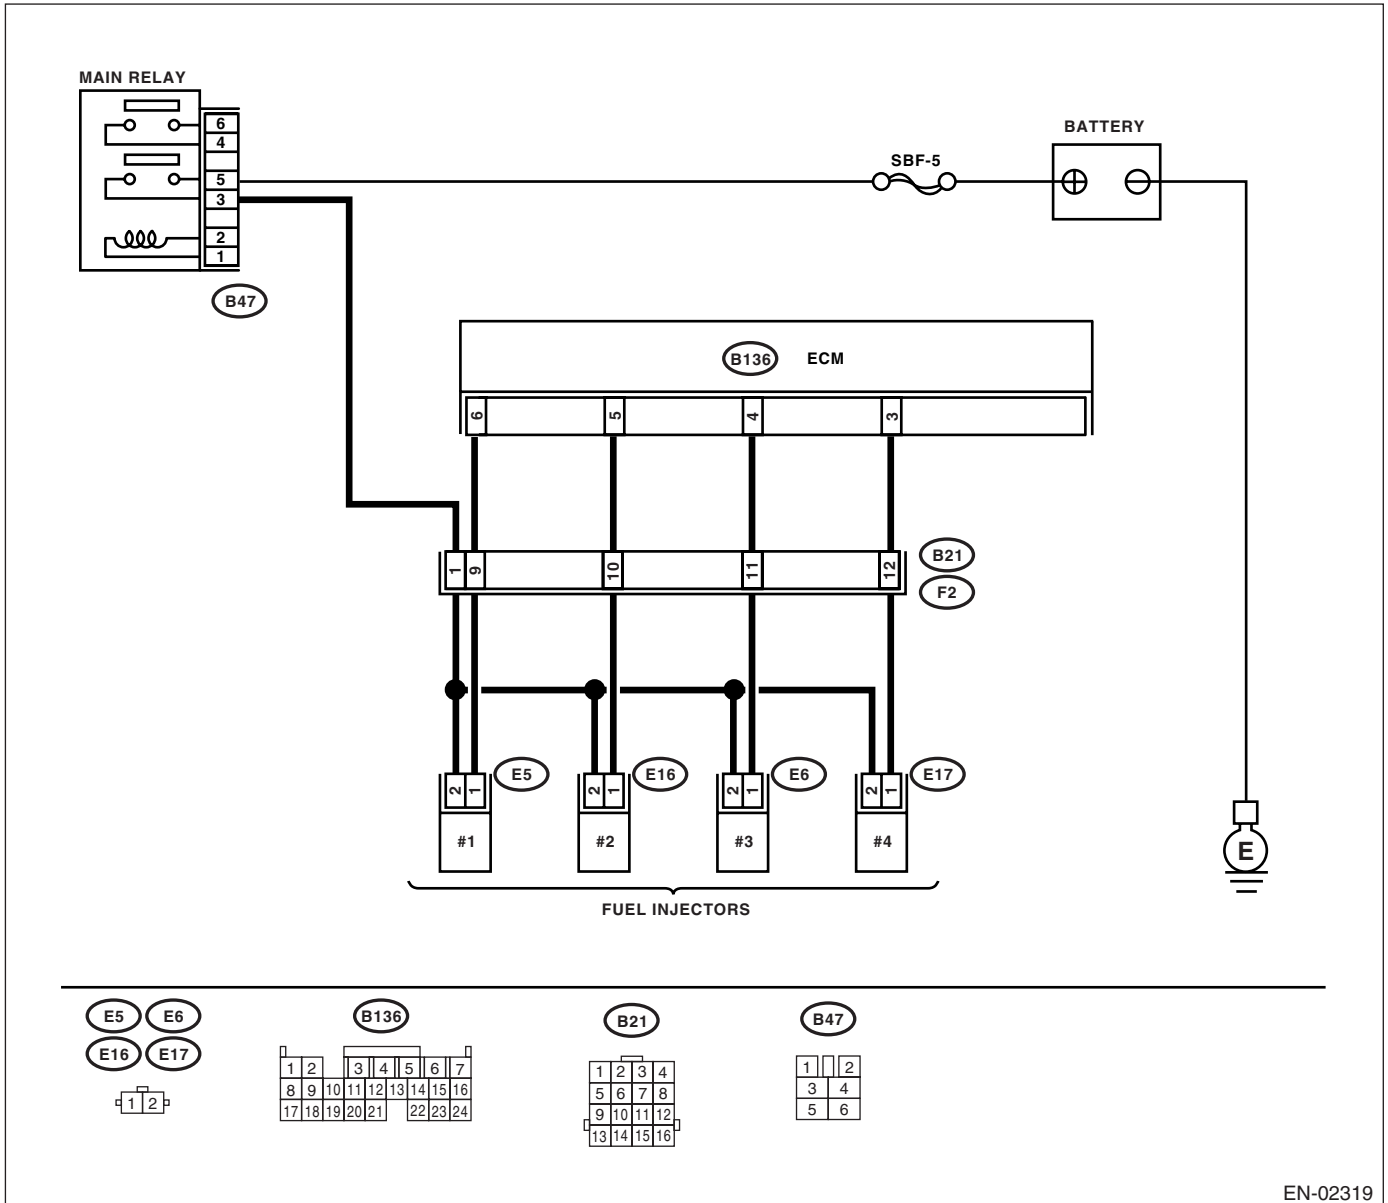 MAIN RELAY
6
4
5
3
2
1
B47
SBF-5
BATTERY
B136 ECM
6 5 4 3
1 9 10 11 12
B21
F2
2 1 E5 2 1 E16 2 1 E6 2 1 E17
#1 #2 #3 #4
FUEL INJECTORS
E
E5 E6
E16 E17
1 2
B136
1 2 3 4 5 6 7
8 9 10 11 12 13 14 15 16
17 18 19 20 21 22 23 24
B21
1 2 3 4
5 6 7 8
9 10 11 12
13 14 15 16
B47
1 2
3 4
5 6
EN-02319